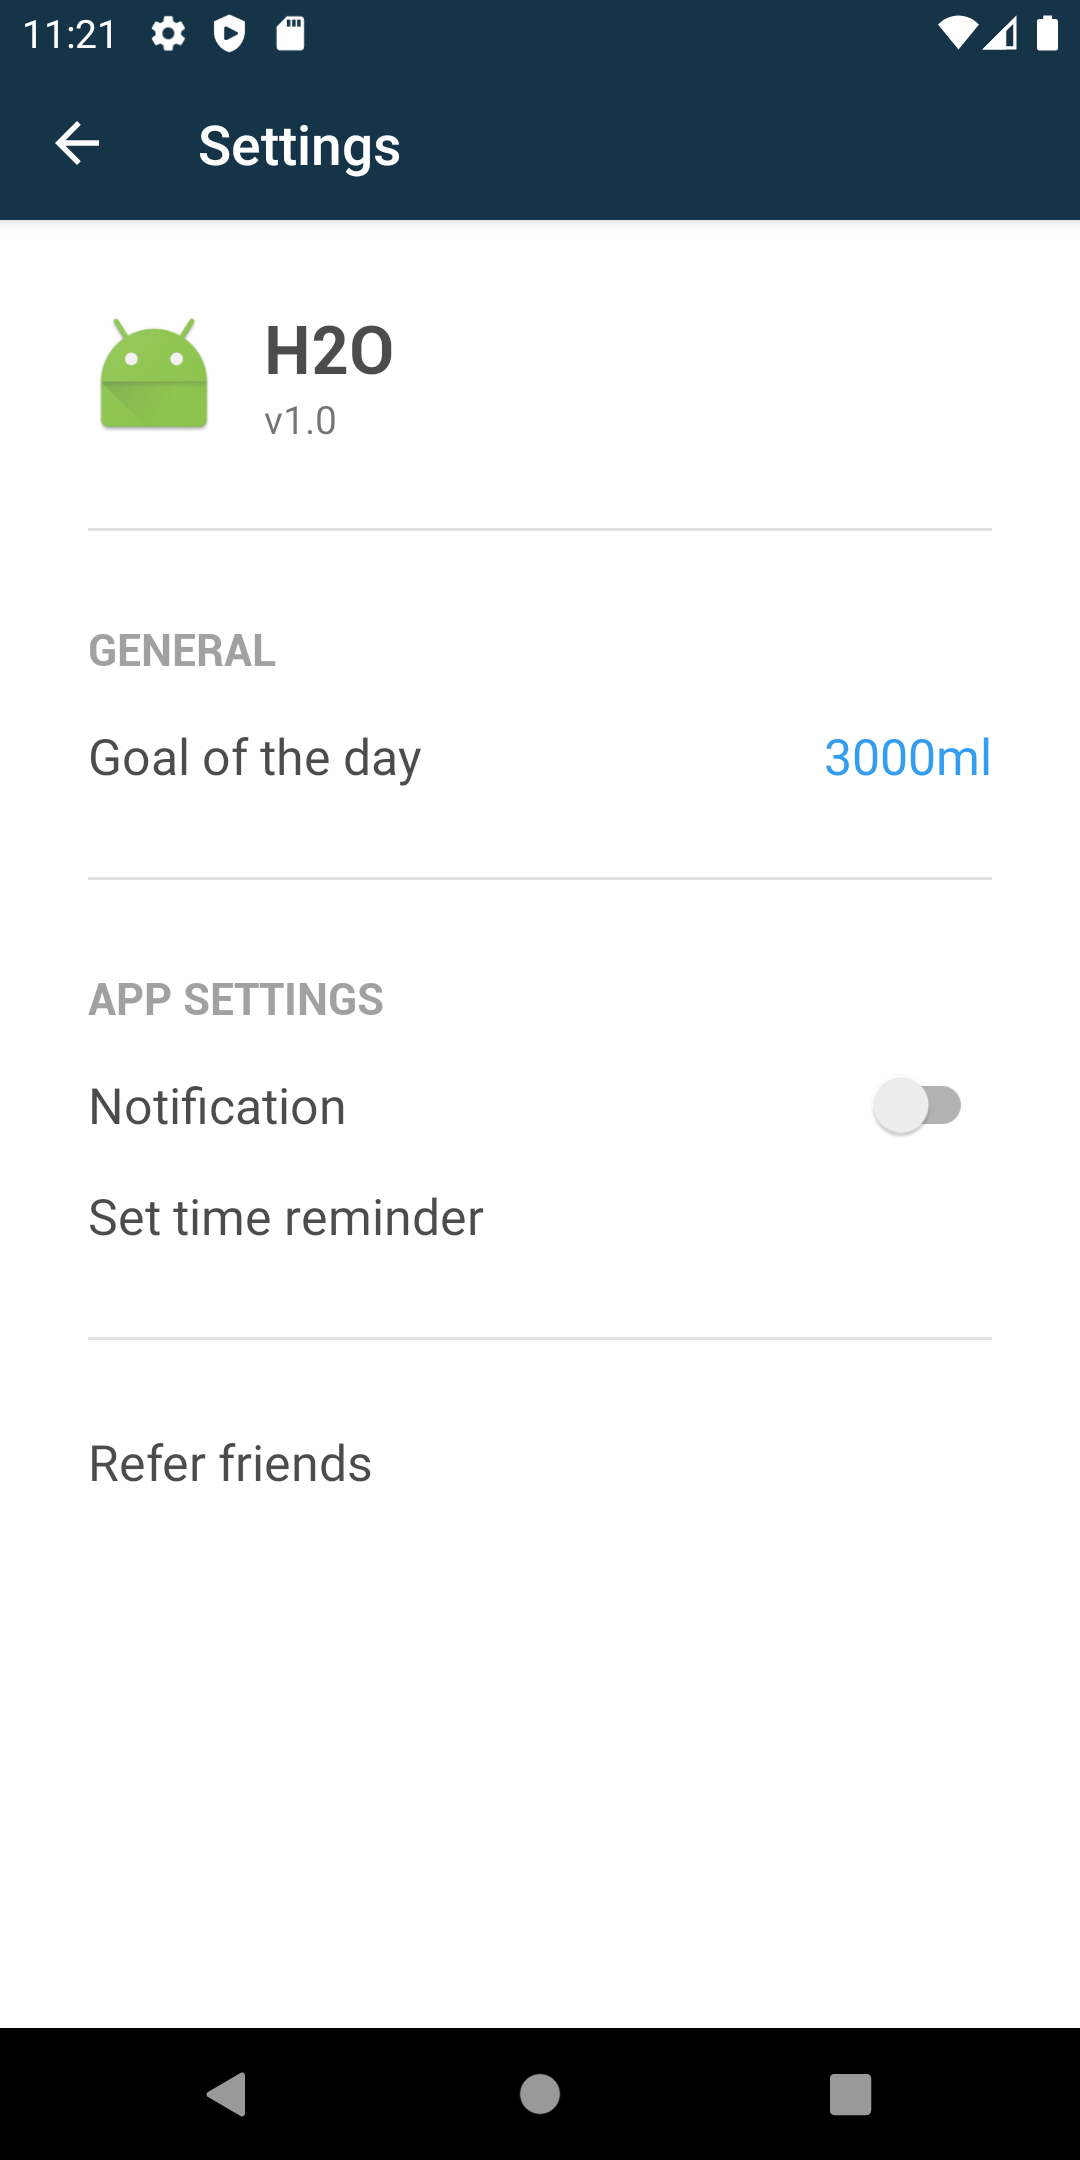 11:21
Settings
H2O
v1.0
GENERAL
Goal of the day 3000ml
APP SETTINGS
Notification
Set time reminder
Refer friends